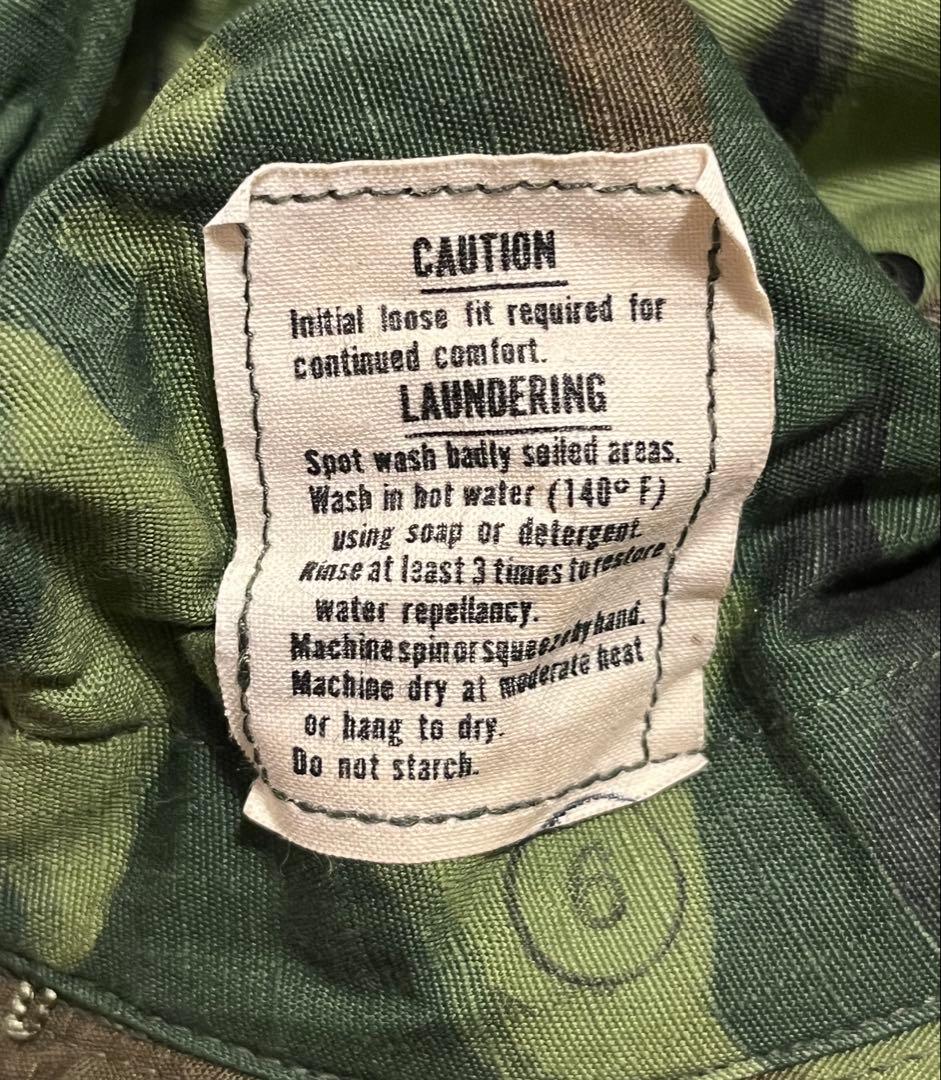 CAUTION
Initial loose fit required for
continued comfort.
LAUNDERING
Spot wash badly soiled areas.
Wash in hot water (140° F)
using soap or detergent.
Rinse at least 3 times to restore
water repellancy.
Machine spin or squeeze by hand.
Machine dry at moderate heat
or hang to dry.
Do not starch.
6